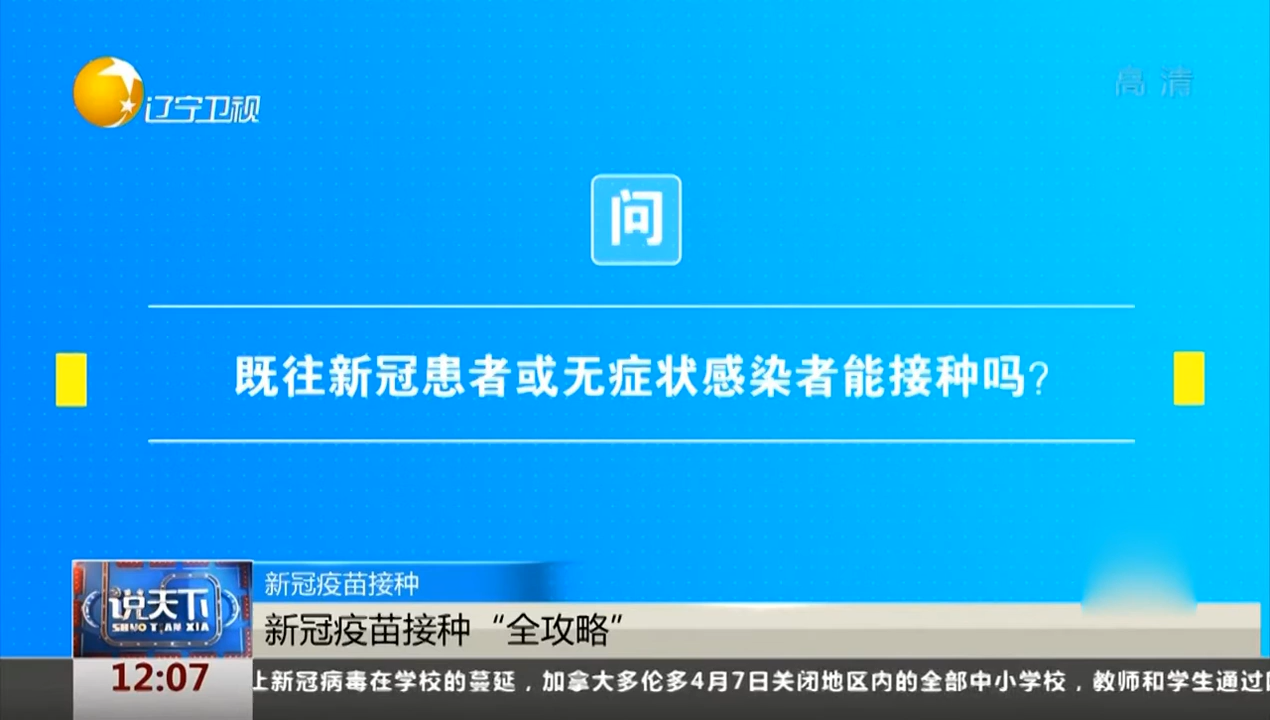 辽宁卫视
高清
问
既往新冠患者或无症状感染者能接种吗?
新冠疫苗接种
说天下
SHUO TIAN XIA
新冠疫苗接种“全攻略”
12:07
上新冠病毒在学校的蔓延，加拿大多伦多4月7日关闭地区内的全部中小学校，教师和学生通过